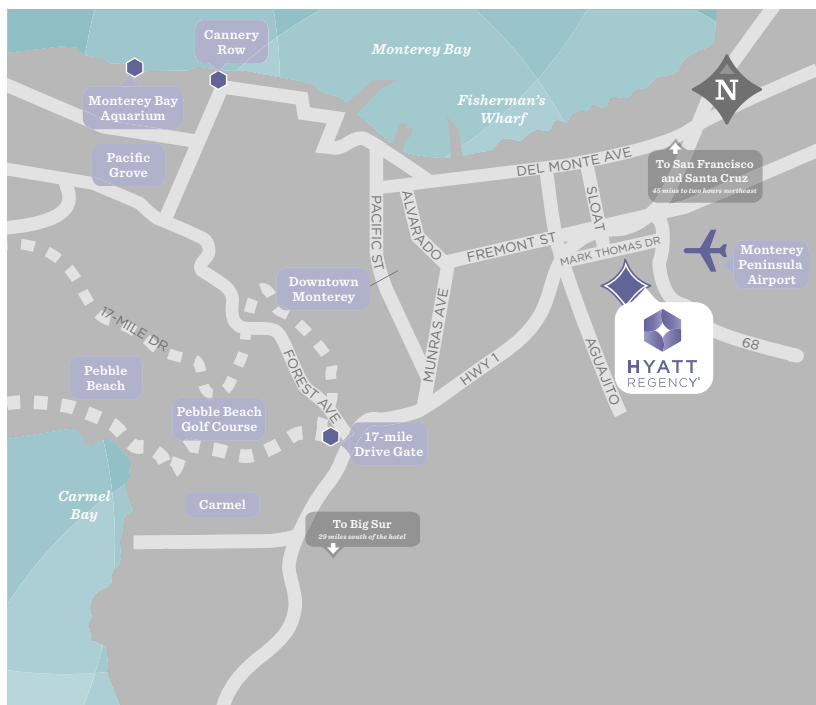 Cannery
Row
Monterey Bay
Monterey Bay
Aquarium
Fisherman's
Wharf
N
Pacific
Grove
DEL MONTE AVE
To San Francisco
and Santa Cruz
45 mins to two hours northeast
PACIFIC ST
ALVARADO
SLOAT
FREMONT ST
MARK THOMAS DR
Monterey
Peninsula
Airport
Downtown
Monterey
17-MILE DR
MUNRAS AVE
HWY 1
AGUAJITO
68
HYATT
REGENCY®
FOREST AVE
Pebble
Beach
Pebble Beach
Golf Course
17-mile
Drive Gate
Carmel
Bay
Carmel
To Big Sur
29 miles south of the hotel